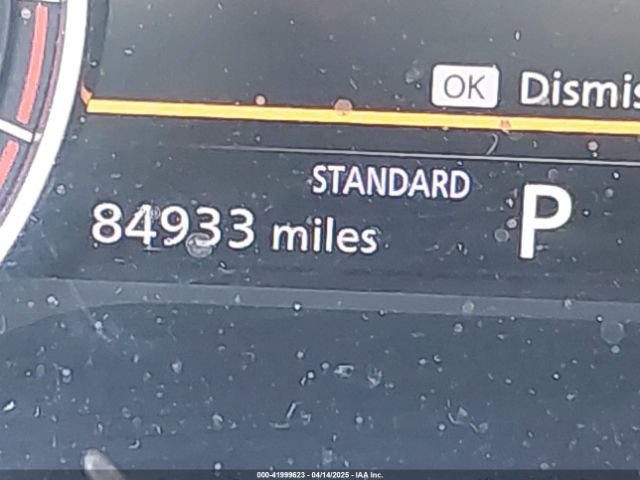 OK Dismis
STANDARD
84933 miles P
000-41999623 - 04/14/2025 - IAA Inc.